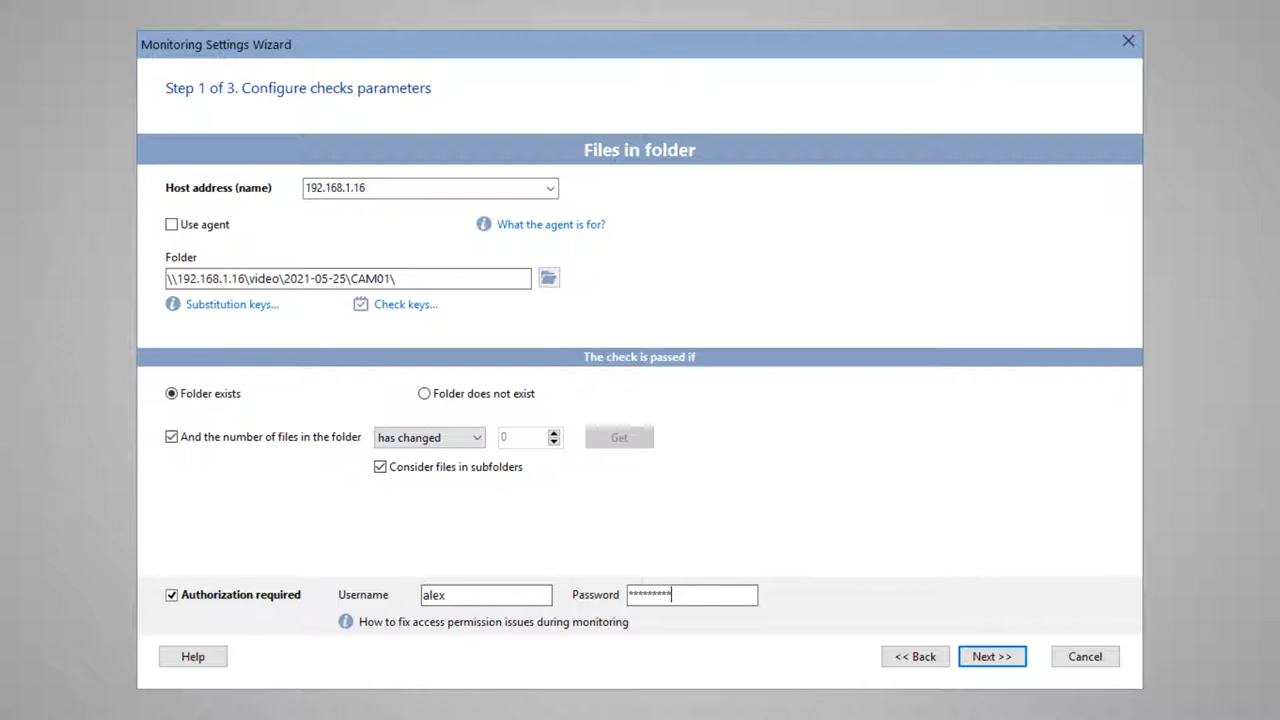 Monitoring Settings Wizard
Step 1 of 3. Configure checks parameters
Files in folder
Host address (name) 192.168.1.16
Use agent What the agent is for?
Folder
\\192.168.1.16\video\2021-05-25\CAM01\
Substitution keys... Check keys...
The check is passed if
Folder exists Folder does not exist
And the number of files in the folder has changed 0 Get
Consider files in subfolders
Authorization required Username alex Password *********
How to fix access permission issues during monitoring
Help << Back Next >> Cancel